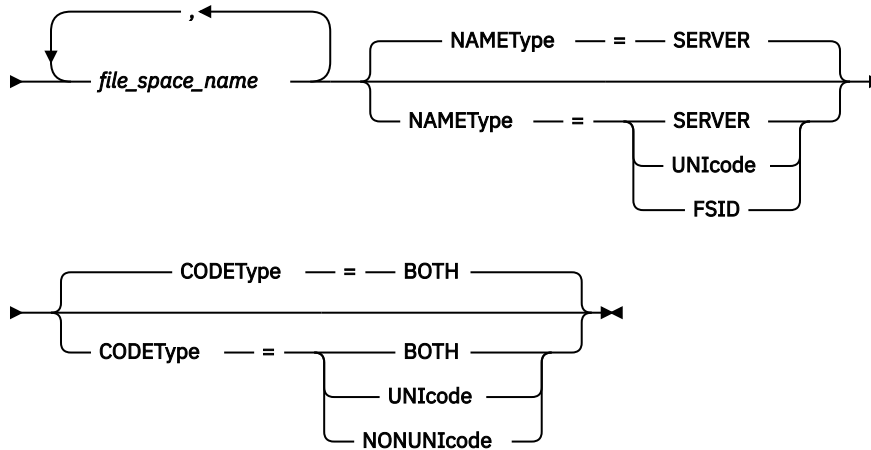 ,
NAMEType = SERVER
file_space_name
NAMEType = SERVER
UNIcode
FSID
CODEType = BOTH
CODEType = BOTH
UNIcode
NONUNIcode